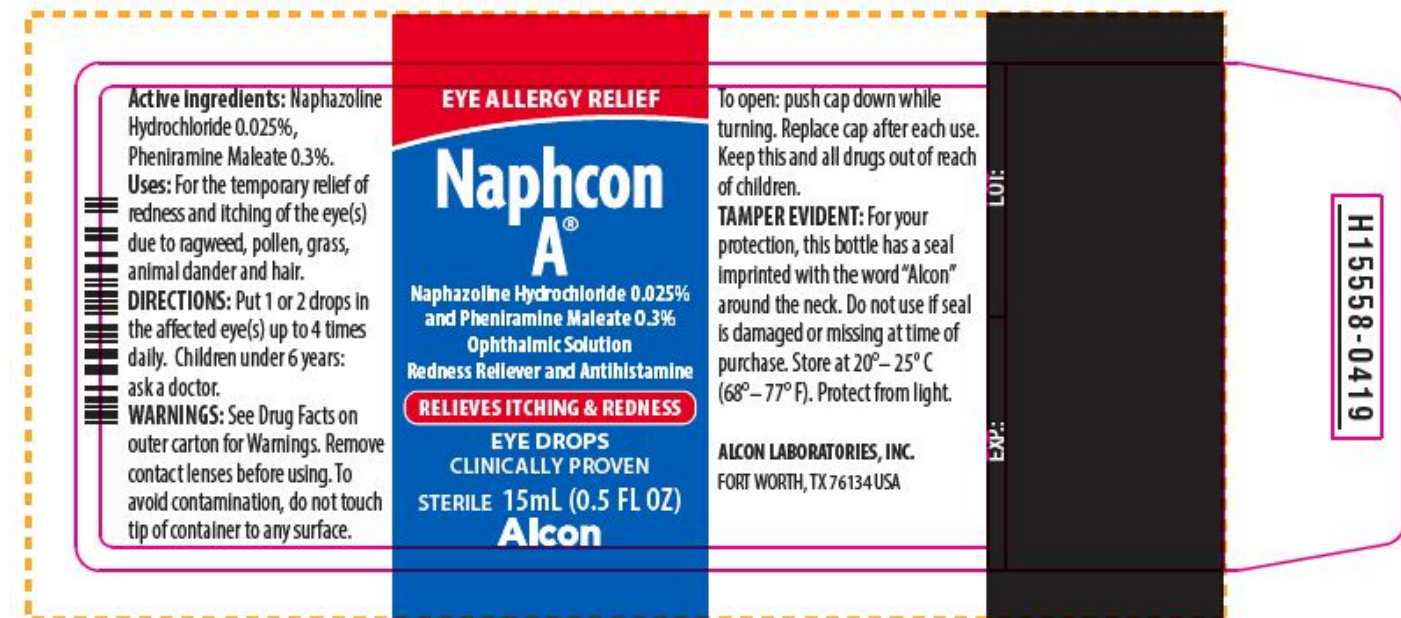 Active ingredients: Naphazoline
Hydrochloride 0.025%,
Pheniramine Maleate 0.3%.
Uses: For the temporary relief of
redness and itching of the eye(s)
due to ragweed, pollen, grass,
animal dander and hair.
DIRECTIONS: Put 1 or 2 drops in
the affected eye(s) up to 4 times
daily. Children under 6 years:
ask a doctor.
WARNINGS: See Drug Facts on
outer carton for Warnings. Remove
contact lenses before using. To
avoid contamination, do not touch
tip of container to any surface.
EYE ALLERGY RELIEF
Naphcon
A®
Naphazoline Hydrochloride 0.025%
and Pheniramine Maleate 0.3%
Ophthalmic Solution
Redness Reliever and Antihistamine
RELIEVES ITCHING & REDNESS
EYE DROPS
CLINICALLY PROVEN
STERILE 15mL (0.5 FL OZ)
Alcon
To open: push cap down while
turning. Replace cap after each use.
Keep this and all drugs out of reach
of children.
TAMPER EVIDENT: For your
protection, this bottle has a seal
imprinted with the word “Alcon”
around the neck. Do not use if seal
is damaged or missing at time of
purchase. Store at 20°– 25° C
(68°– 77° F). Protect from light.
ALCON LABORATORIES, INC.
FORT WORTH, TX 76134 USA
LOT:
EXP.:
H15558-0419